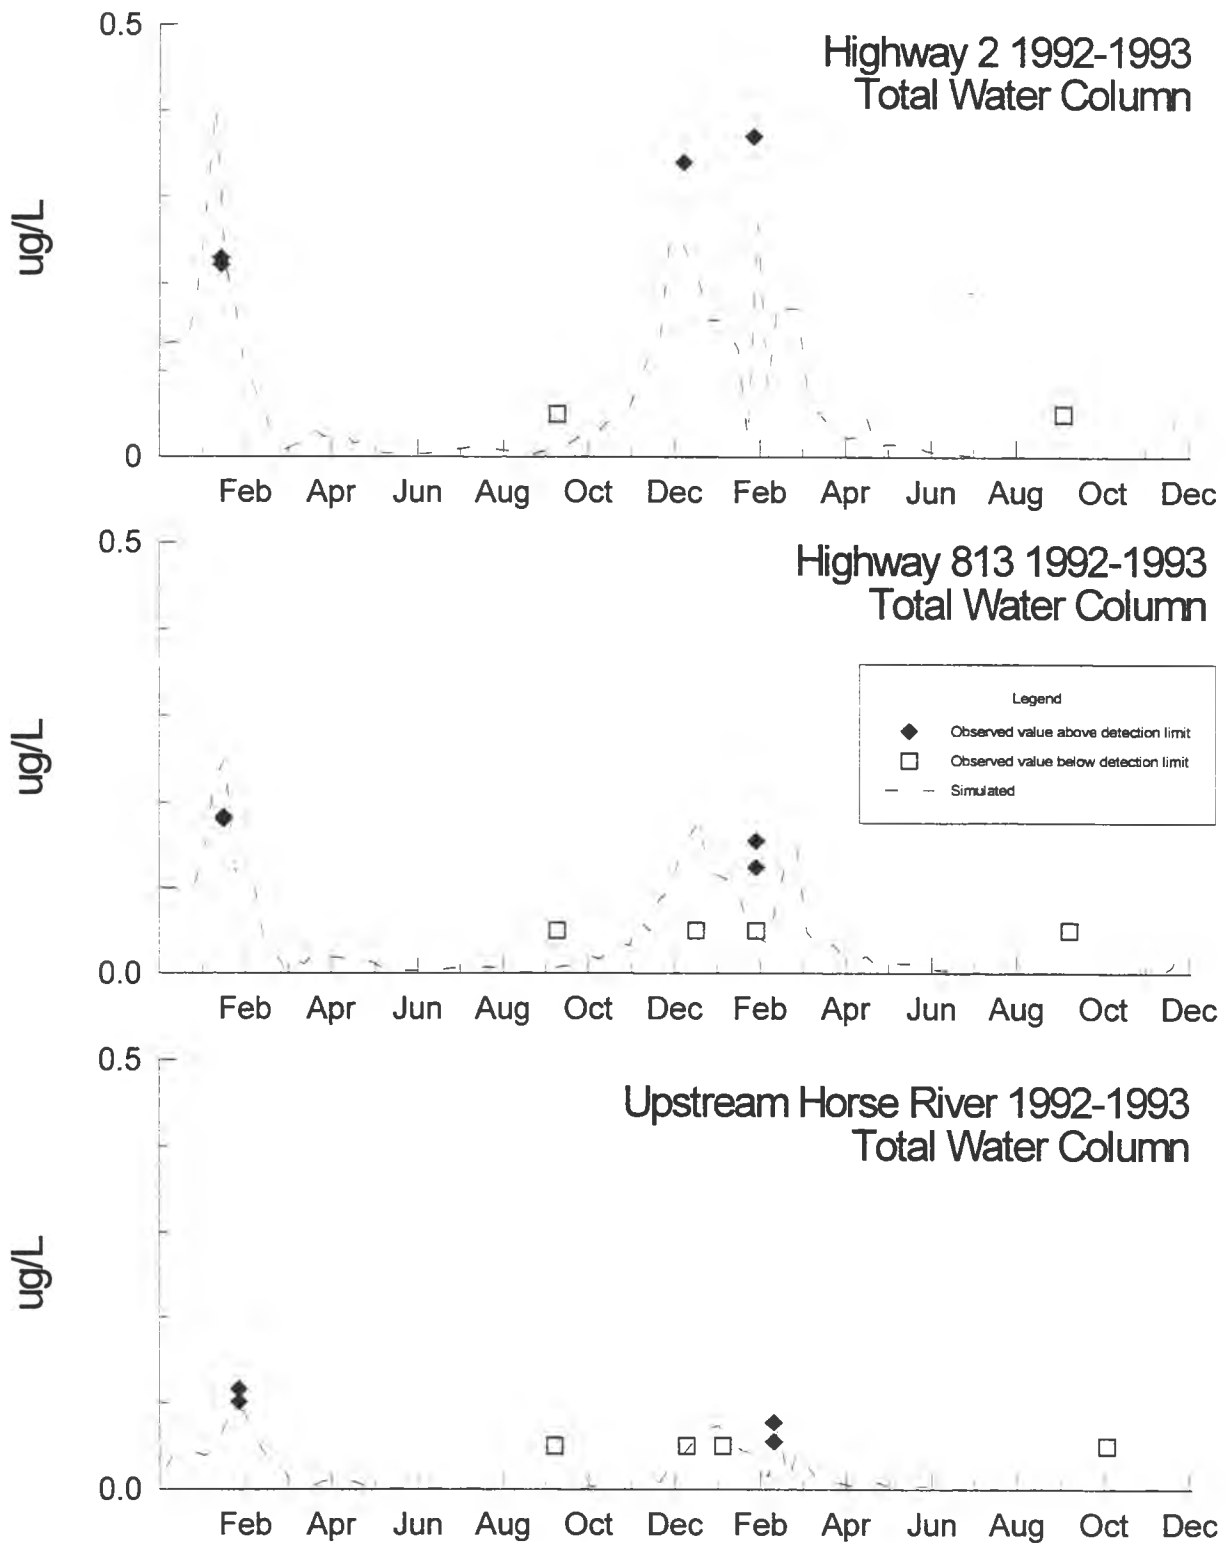 0.5
Highway 2 1992-1993
Total Water Column
ug/L
0
Feb Apr Jun Aug Oct Dec Feb Apr Jun Aug Oct Dec
0.5
Highway 813 1992-1993
Total Water Column
Legend
Observed value above detection limit
Observed value below detection limit
Simulated
ug/L
0.0
Feb Apr Jun Aug Oct Dec Feb Apr Jun Aug Oct Dec
0.5
Upstream Horse River 1992-1993
Total Water Column
ug/L
0.0
Feb Apr Jun Aug Oct Dec Feb Apr Jun Aug Oct Dec